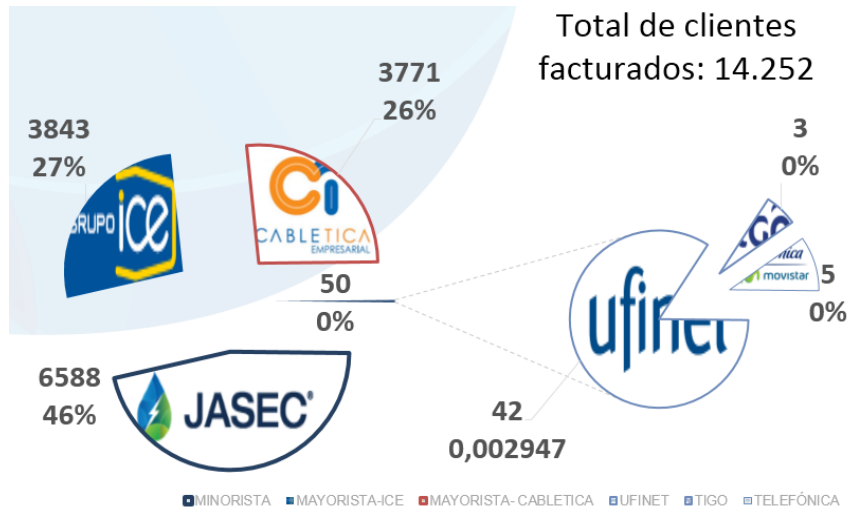 Total de clientes
facturados: 14.252
3843
27%
3771
26%
3
0%
GRUPO ice
CABLETICA
EMPRESARIAL
movistar
5
0%
50
0%
ufinet
6588
46%
JASEC
42
0,002947
MINORISTA MAYORISTA-ICE MAYORISTA- CABLETICA UFINET TIGO TELEFÓNICA